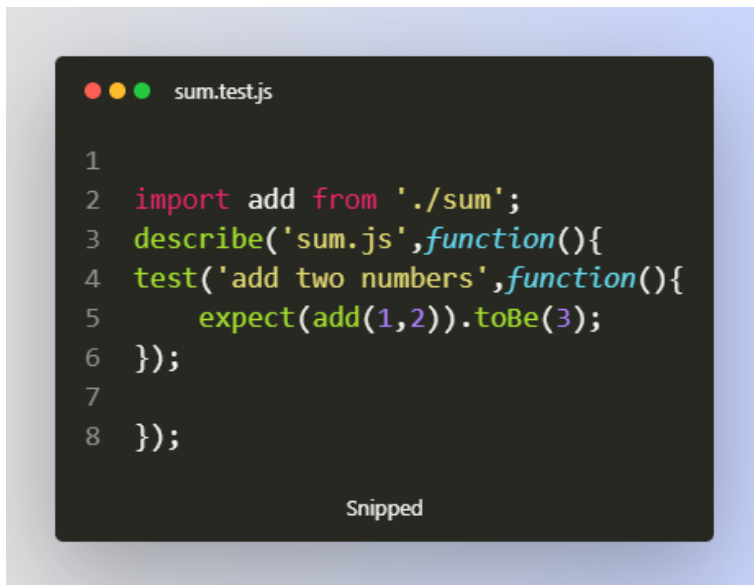 sum.test.js
1
2 import add from './sum';
3 describe('sum.js',function(){
4 test('add two numbers',function(){
5     expect(add(1,2)).toBe(3);
6 });
7
8 });
Snipped